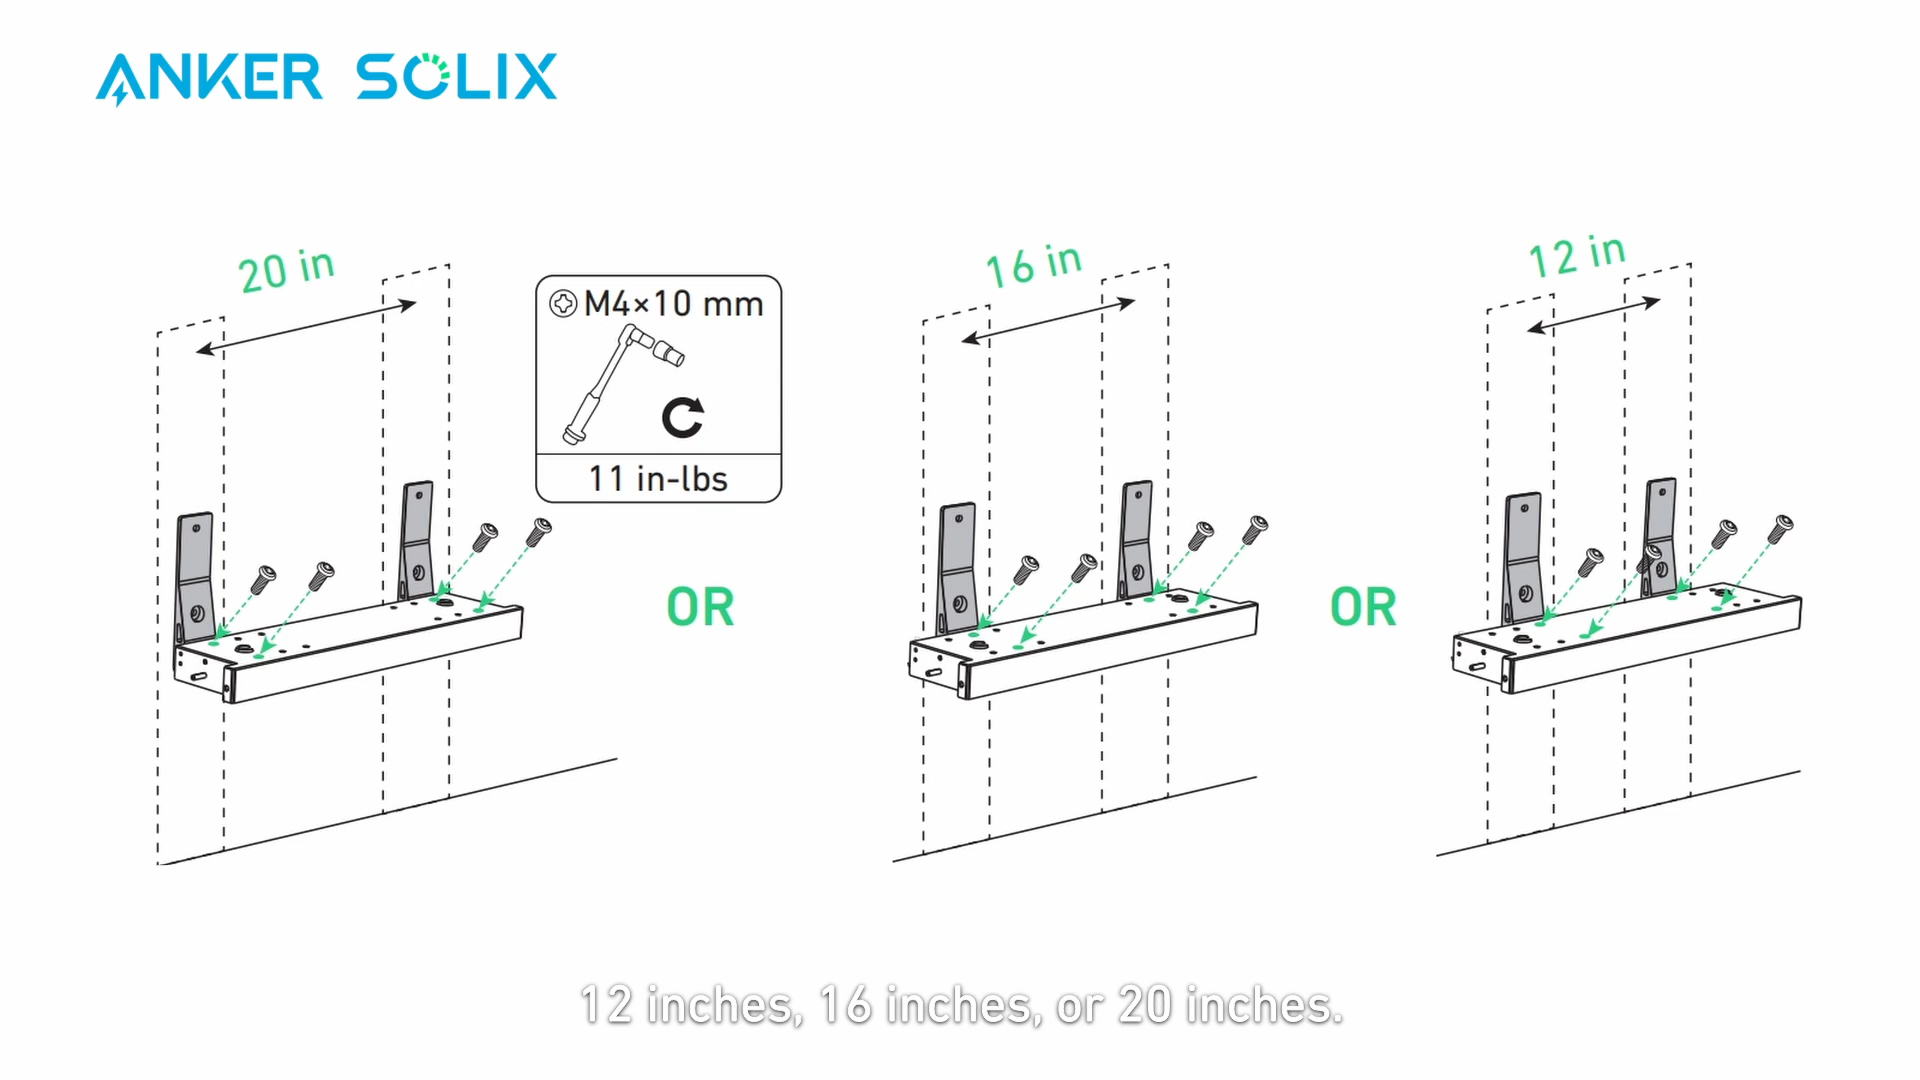 ANKER SOLIX
20 in
M4×10 mm
11 in-lbs
OR
16 in
OR
12 in
12 inches, 16 inches, or 20 inches.